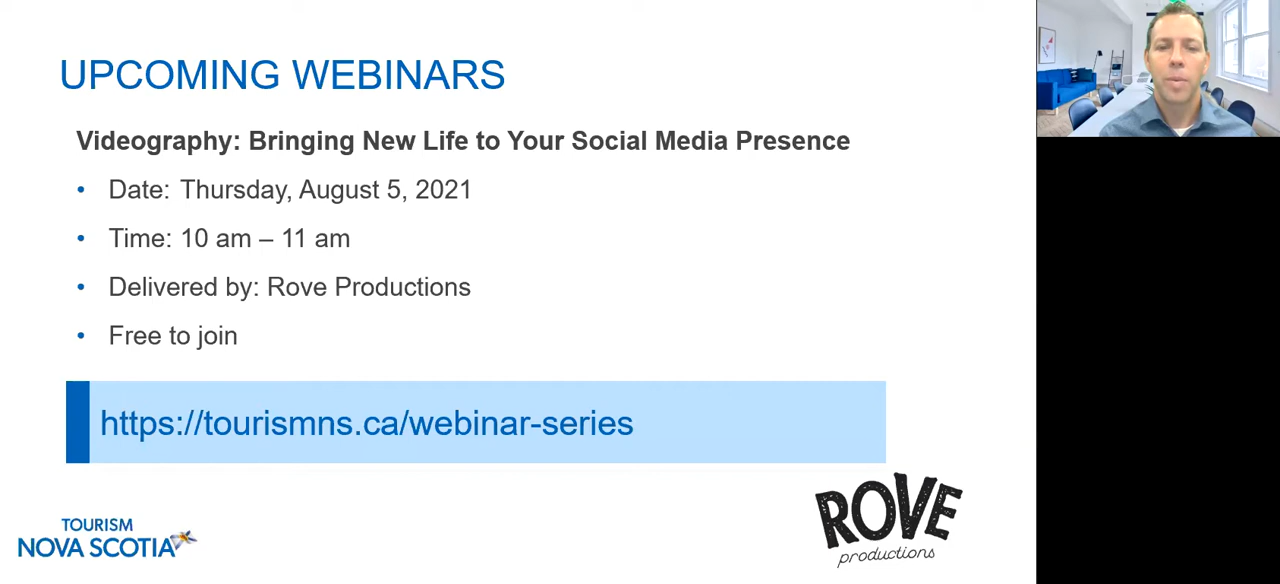 UPCOMING WEBINARS
Videography: Bringing New Life to Your Social Media Presence
• Date: Thursday, August 5, 2021
• Time: 10 am – 11 am
• Delivered by: Rove Productions
• Free to join
https://tourismns.ca/webinar-series
TOURISM
NOVA SCOTIA
ROVE
productions